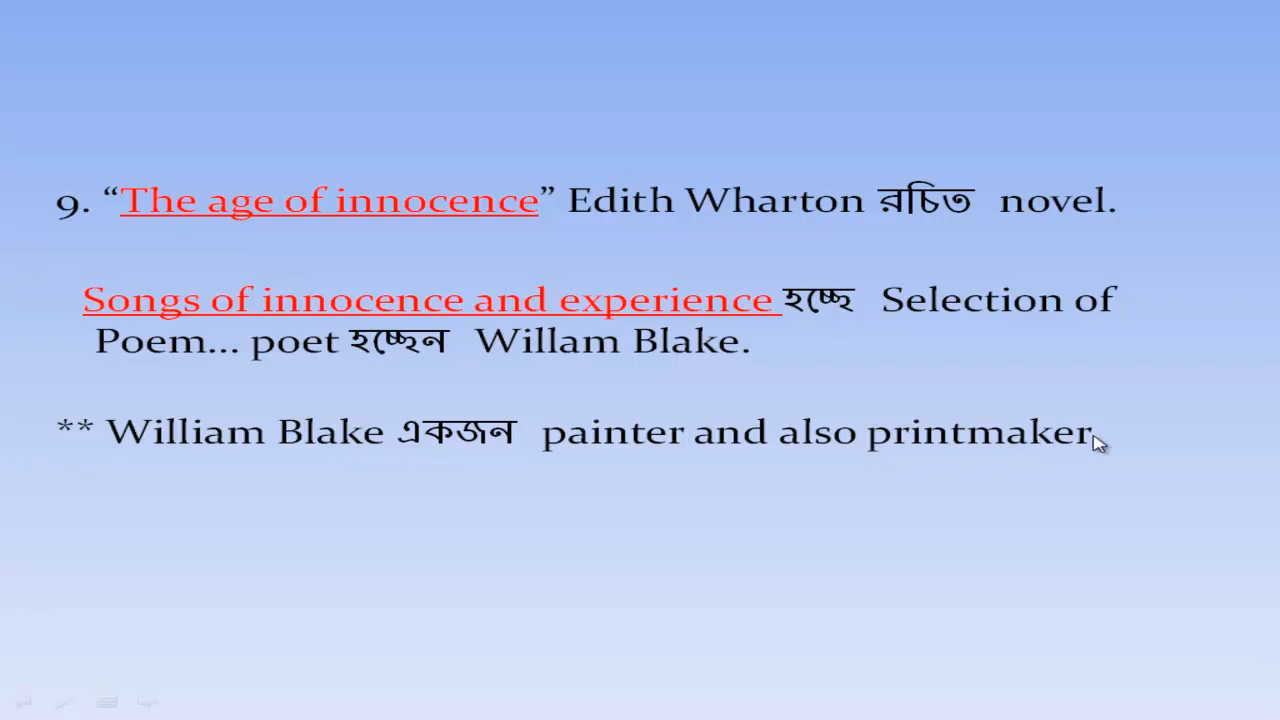 9. “The age of innocence” Edith Wharton রচিত novel.
Songs of innocence and experience হচ্ছে Selection of
Poem... poet হচ্ছেন Willam Blake.
** William Blake একজন painter and also printmaker.